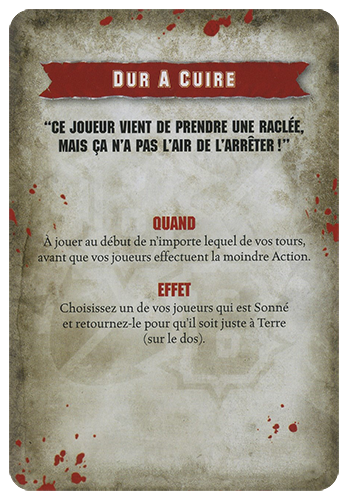 DUR A CUIRE
“CE JOUEUR VIENT DE PRENDRE UNE RACLÉE,
MAIS ÇA N’A PAS L’AIR DE L’ARRÊTER !”
QUAND
À jouer au début de n’importe lequel de vos tours,
avant que vos joueurs effectuent la moindre Action.
EFFET
Choisissez un de vos joueurs qui est Sonné
et retournez-le pour qu’il soit juste à Terre
(sur le dos).